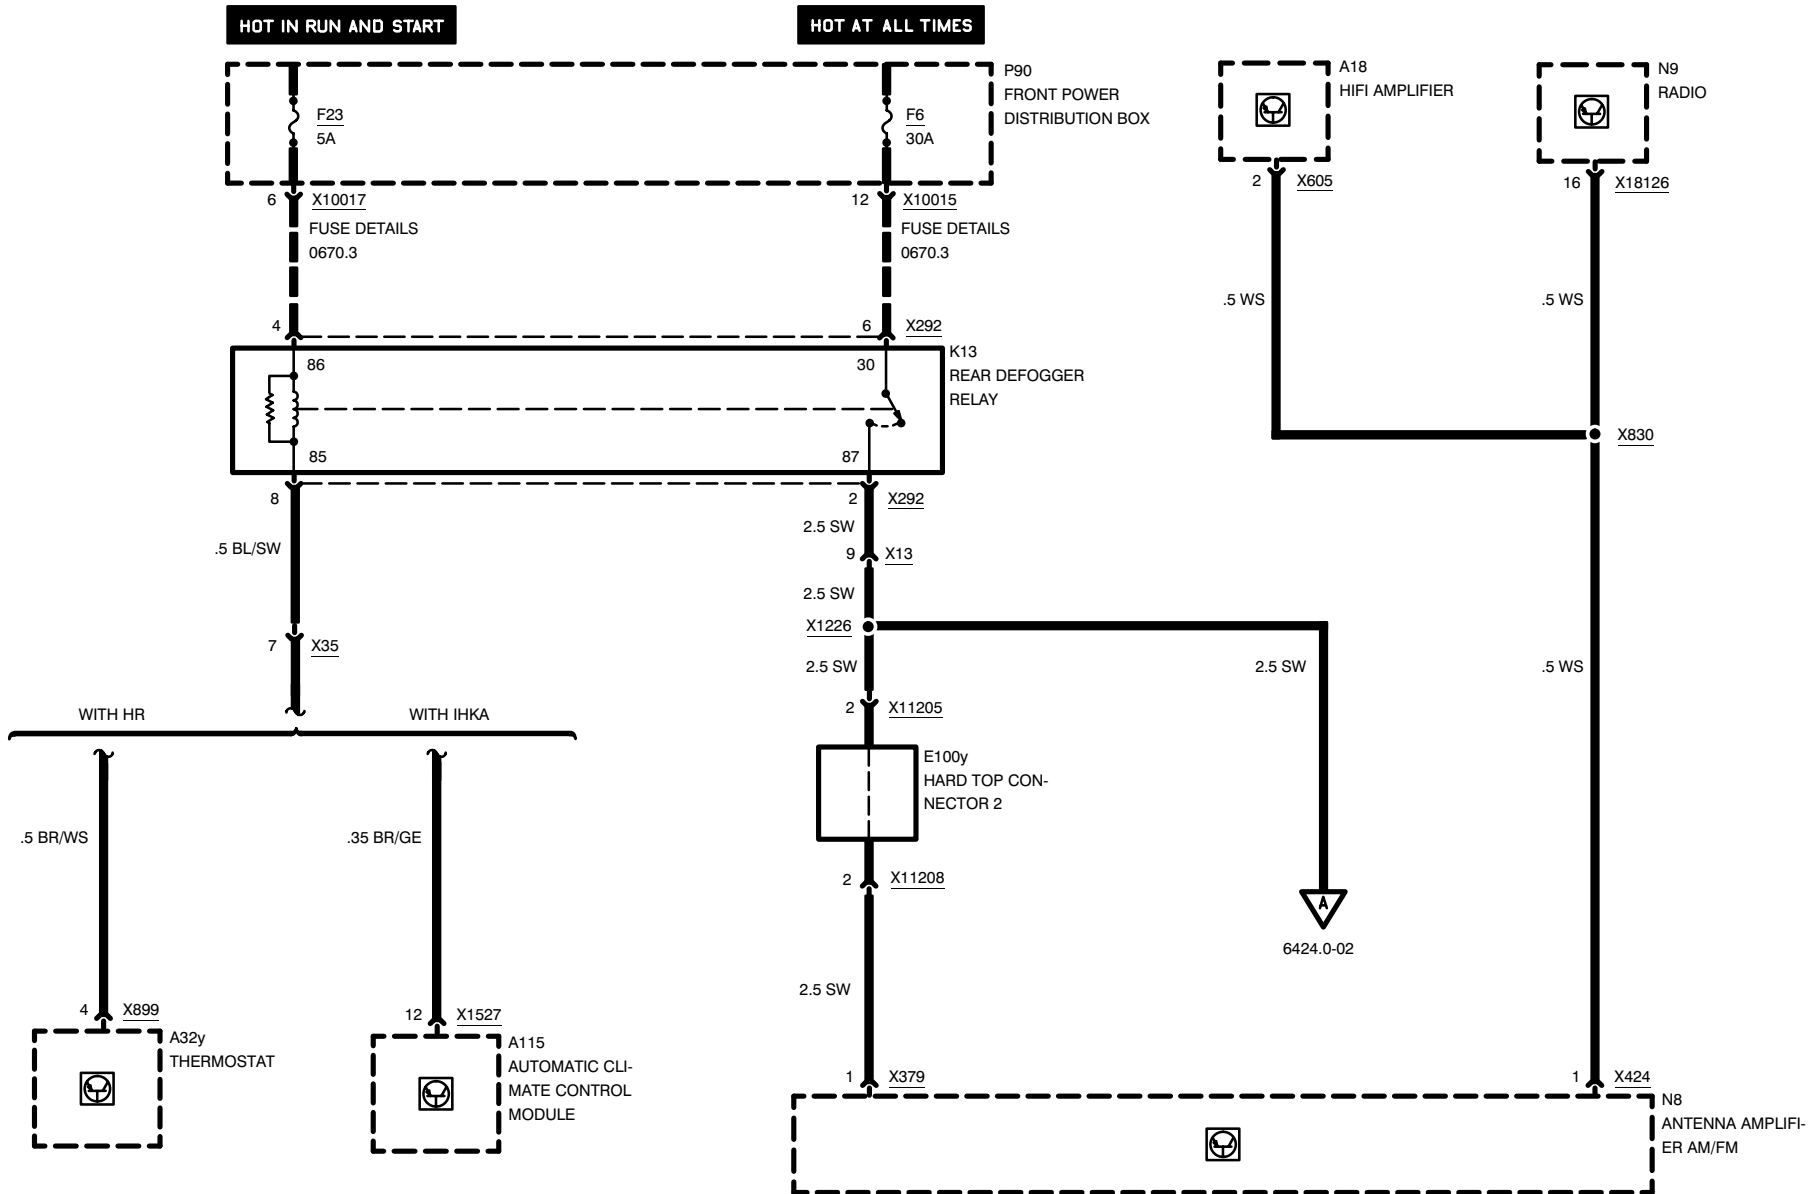 HOT IN RUN AND START
HOT AT ALL TIMES
P90
FRONT POWER
DISTRIBUTION BOX
F23
5A
F6
30A
A18
HIFI AMPLIFIER
N9
RADIO
6
X10017
FUSE DETAILS
0670.3
12
X10015
FUSE DETAILS
0670.3
2
X605
16
X18126
.5 WS
.5 WS
4
6
X292
K13
REAR DEFOGGER
RELAY
86
30
85
87
X830
8
2
X292
.5 BL/SW
2.5 SW
9
X13
2.5 SW
7
X35
X1226
2.5 SW
2.5 SW
.5 WS
2
X11205
WITH HR
WITH IHKA
E100y
HARD TOP CON-
NECTOR 2
.5 BR/WS
.35 BR/GE
2
X11208
A
6424.0-02
2.5 SW
4
X899
12
X1527
A32y
THERMOSTAT
A115
AUTOMATIC CLI-
MATE CONTROL
MODULE
1
X379
1
X424
N8
ANTENNA AMPLIFI-
ER AM/FM